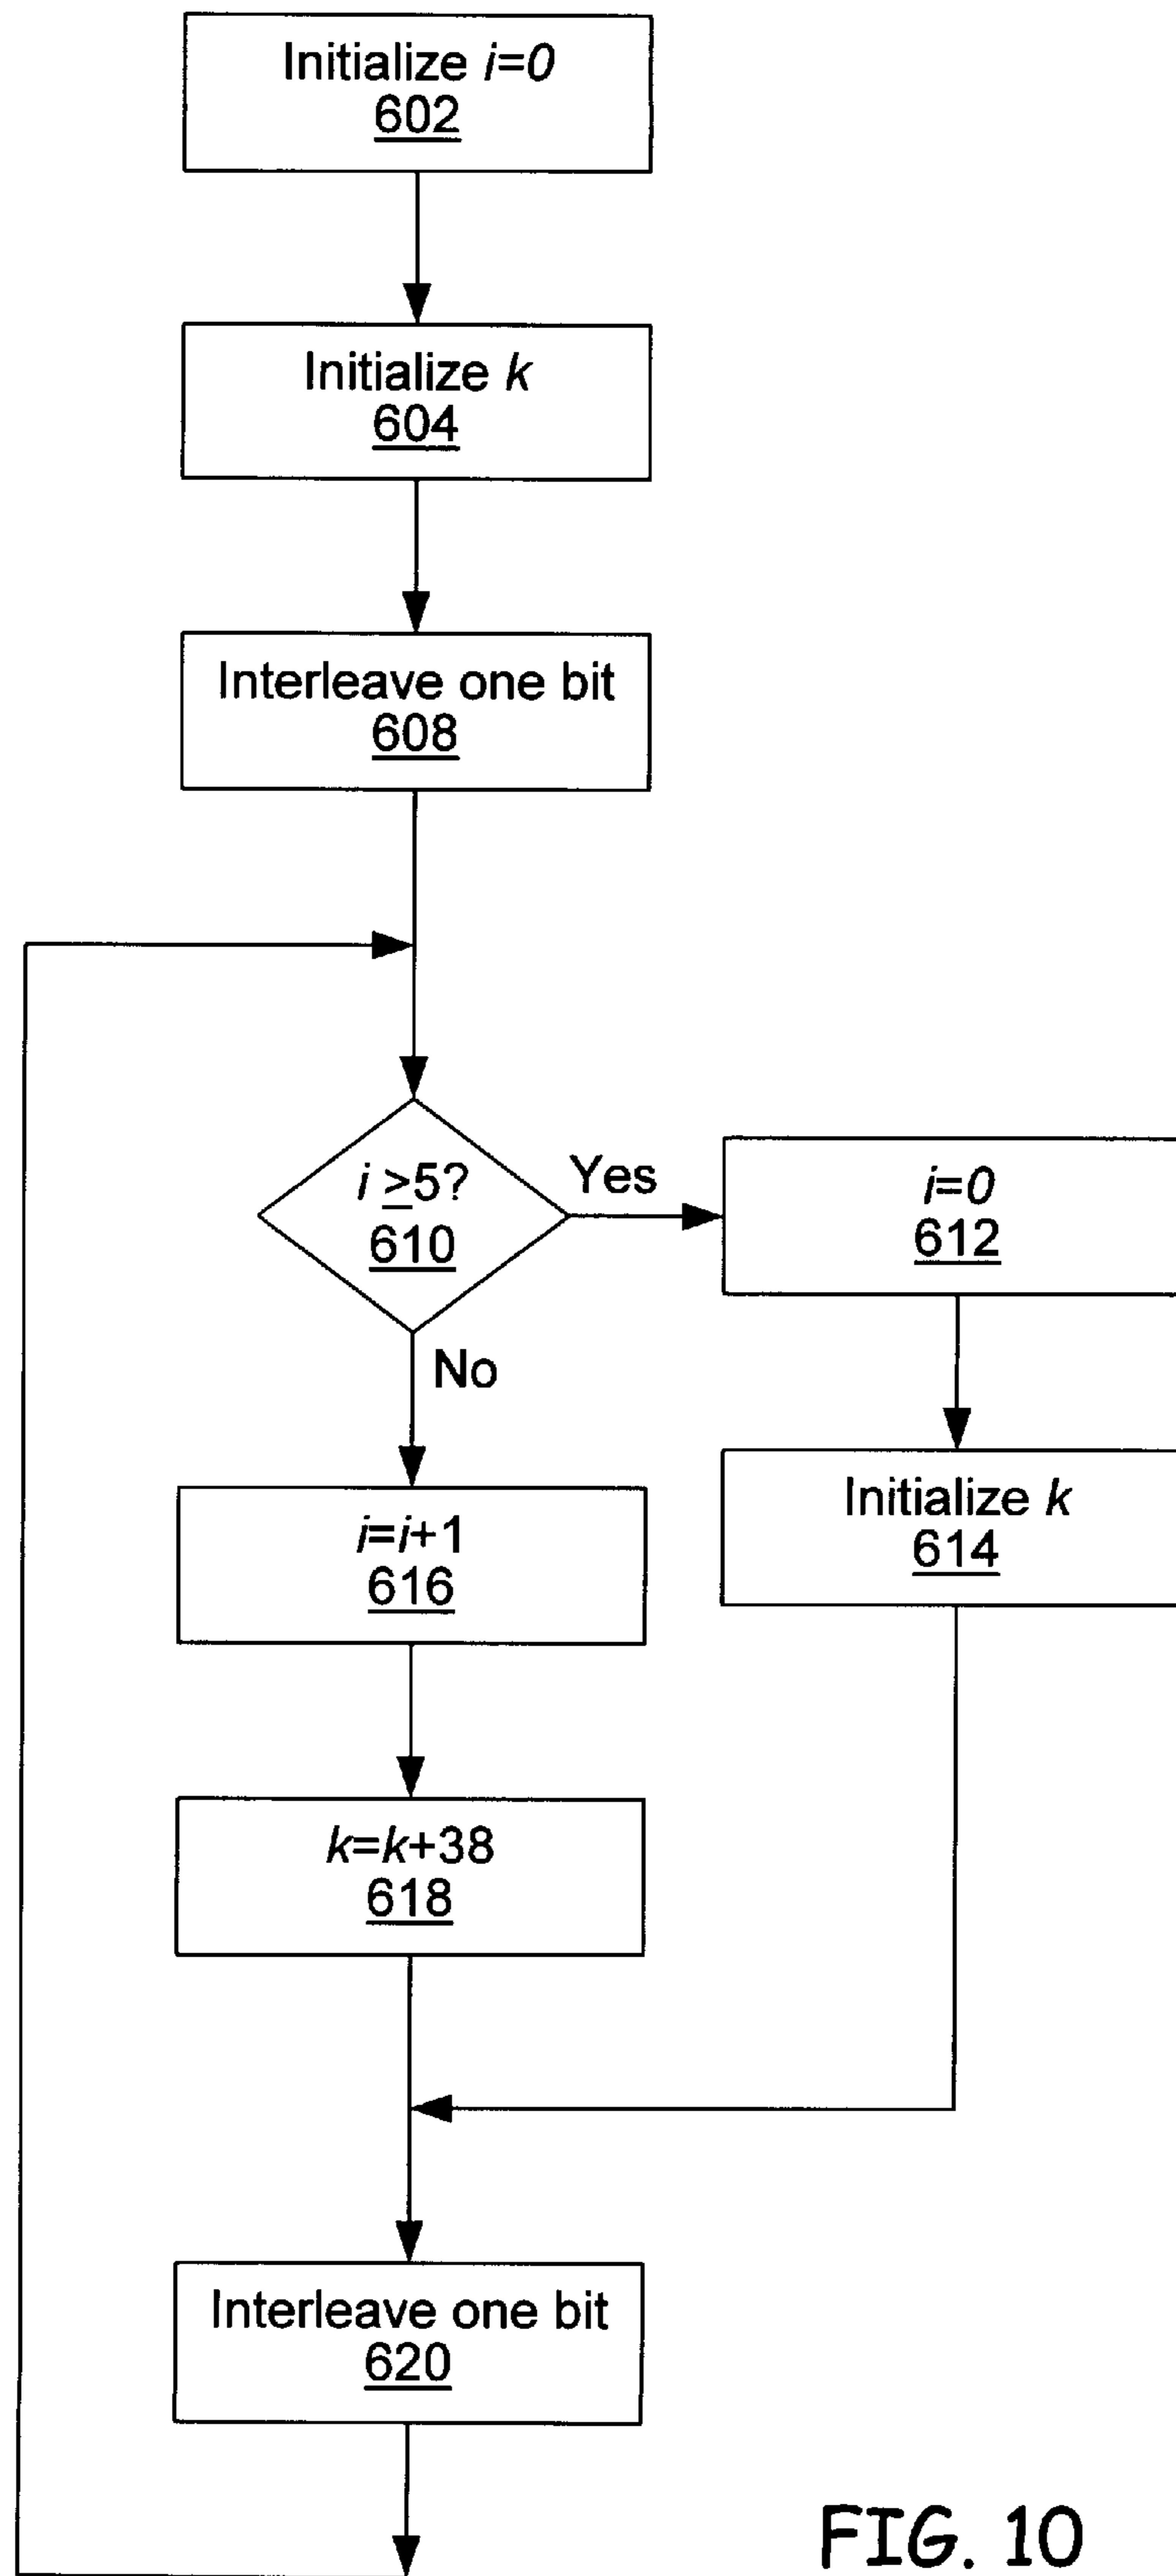 Initialize i=0
602
Initialize k
604
Interleave one bit
608
i ≥5?
610
Yes
i=0
612
No
Initialize k
614
i=i+1
616
k=k+38
618
Interleave one bit
620
FIG. 10